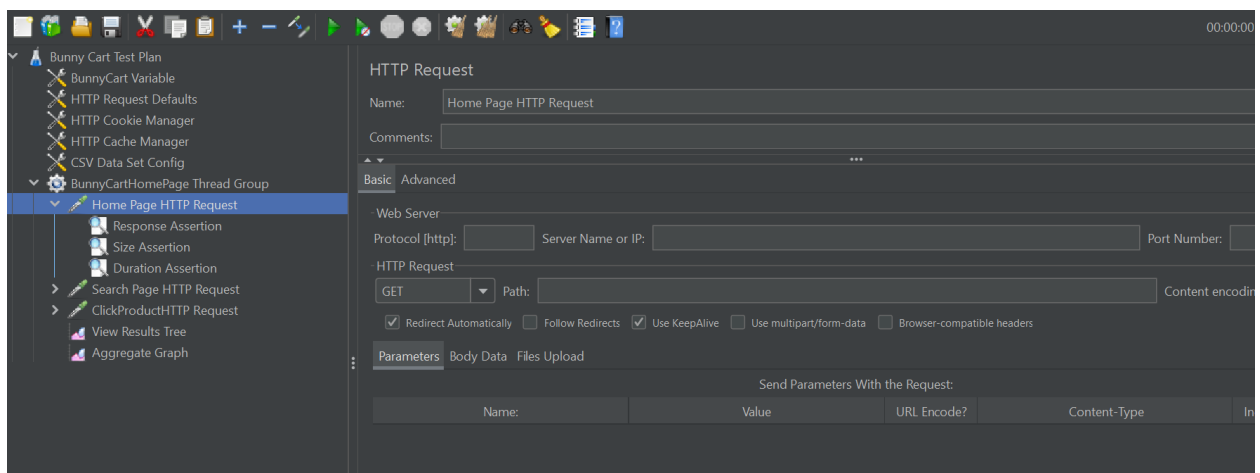 00:00:00
Bunny Cart Test Plan
BunnyCart Variable
HTTP Request Defaults
HTTP Cookie Manager
HTTP Cache Manager
CSV Data Set Config
BunnyCartHomePage Thread Group
Home Page HTTP Request
Response Assertion
Size Assertion
Duration Assertion
Search Page HTTP Request
ClickProductHTTP Request
View Results Tree
Aggregate Graph
HTTP Request
Name: Home Page HTTP Request
Comments:
Basic Advanced
Web Server
Protocol [http]: Server Name or IP: Port Number:
HTTP Request
GET Path: Content encodin
Redirect Automatically Follow Redirects Use KeepAlive Use multipart/form-data Browser-compatible headers
Parameters Body Data Files Upload
Send Parameters With the Request:
Name: Value URL Encode? Content-Type In